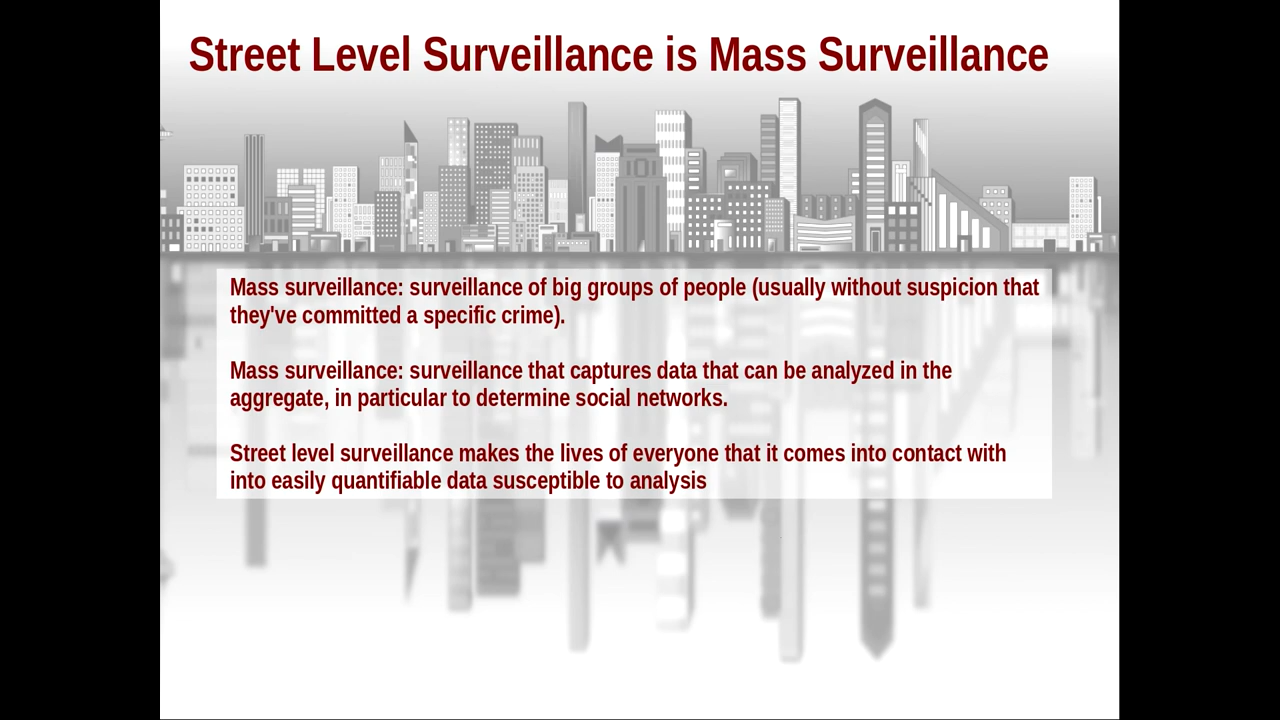 Street Level Surveillance is Mass Surveillance
Mass surveillance: surveillance of big groups of people (usually without suspicion that
they've committed a specific crime).
Mass surveillance: surveillance that captures data that can be analyzed in the
aggregate, in particular to determine social networks.
Street level surveillance makes the lives of everyone that it comes into contact with
into easily quantifiable data susceptible to analysis